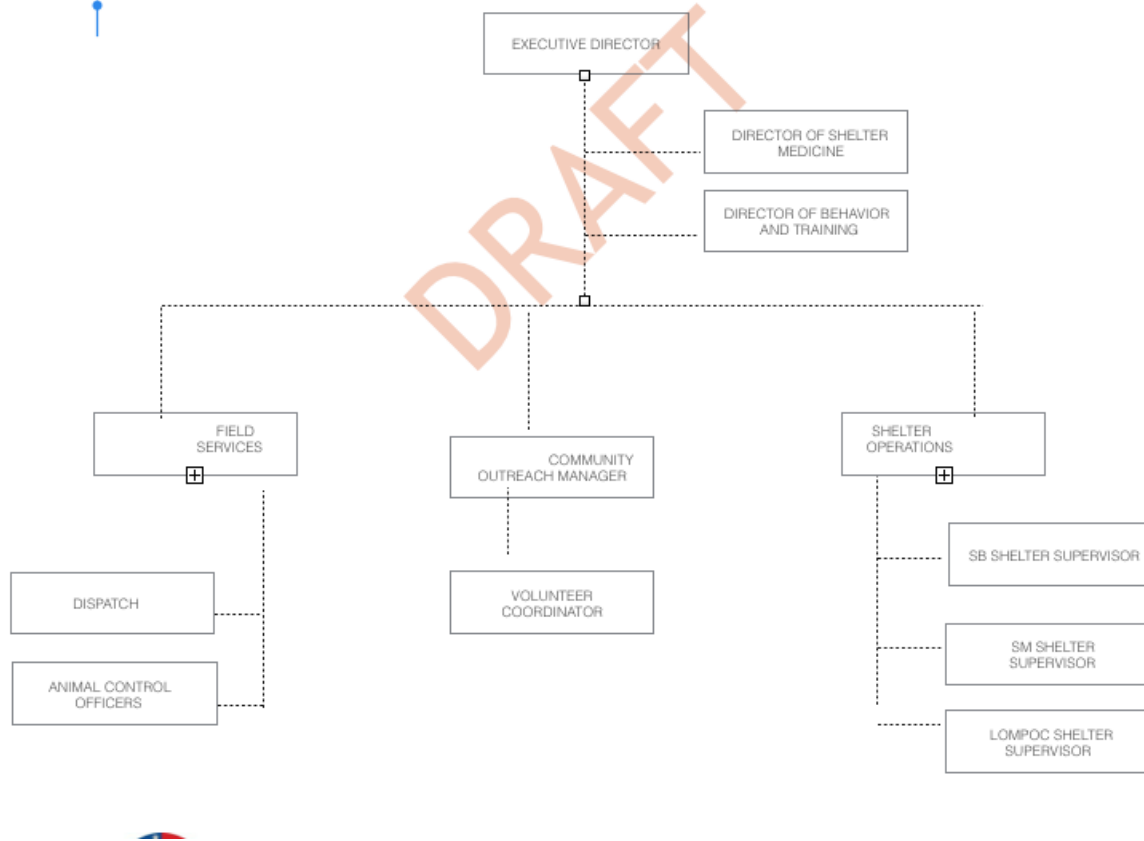 EXECUTIVE DIRECTOR
DIRECTOR OF SHELTER
MEDICINE
DIRECTOR OF BEHAVIOR
AND TRAINING
DRAFT
FIELD
SERVICES
COMMUNITY
OUTREACH MANAGER
SHELTER
OPERATIONS
DISPATCH
ANIMAL CONTROL
OFFICERS
VOLUNTEER
COORDINATOR
SB SHELTER SUPERVISOR
SM SHELTER
SUPERVISOR
LOMPOC SHELTER
SUPERVISOR